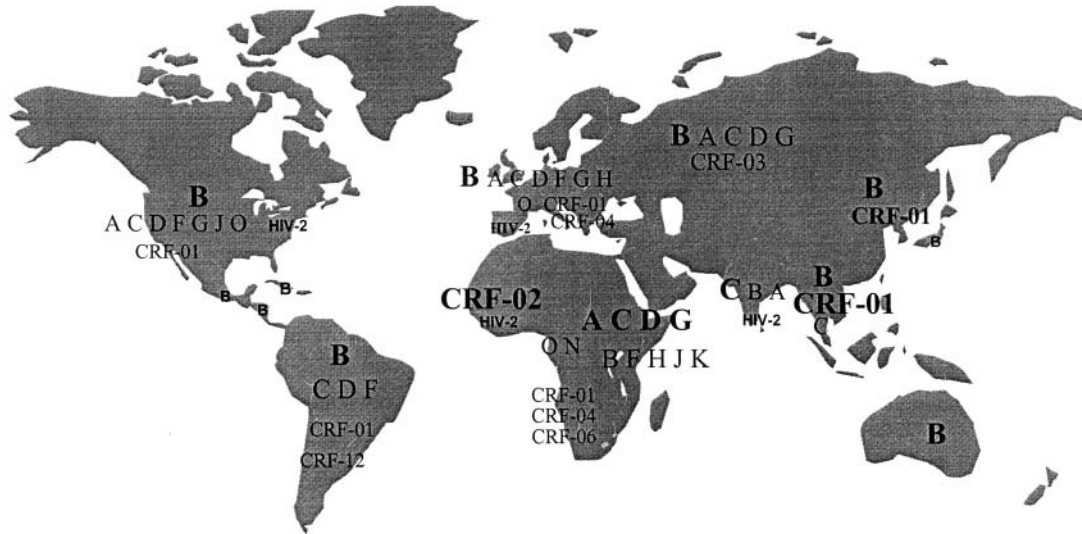 B
A C D F G J O HIV-2
CRF-01
B
B
B
B
C D F
CRF-01
CRF-12
B A C D F G H
O CRF-01
HIV-2 CRF-04
B A C D G
CRF-03
B
CRF-01
B
CRF-02
HIV-2
A C D G
O N
B F H J K
CRF-01
CRF-04
CRF-06
C B A
HIV-2
B
CRF-01
C
B